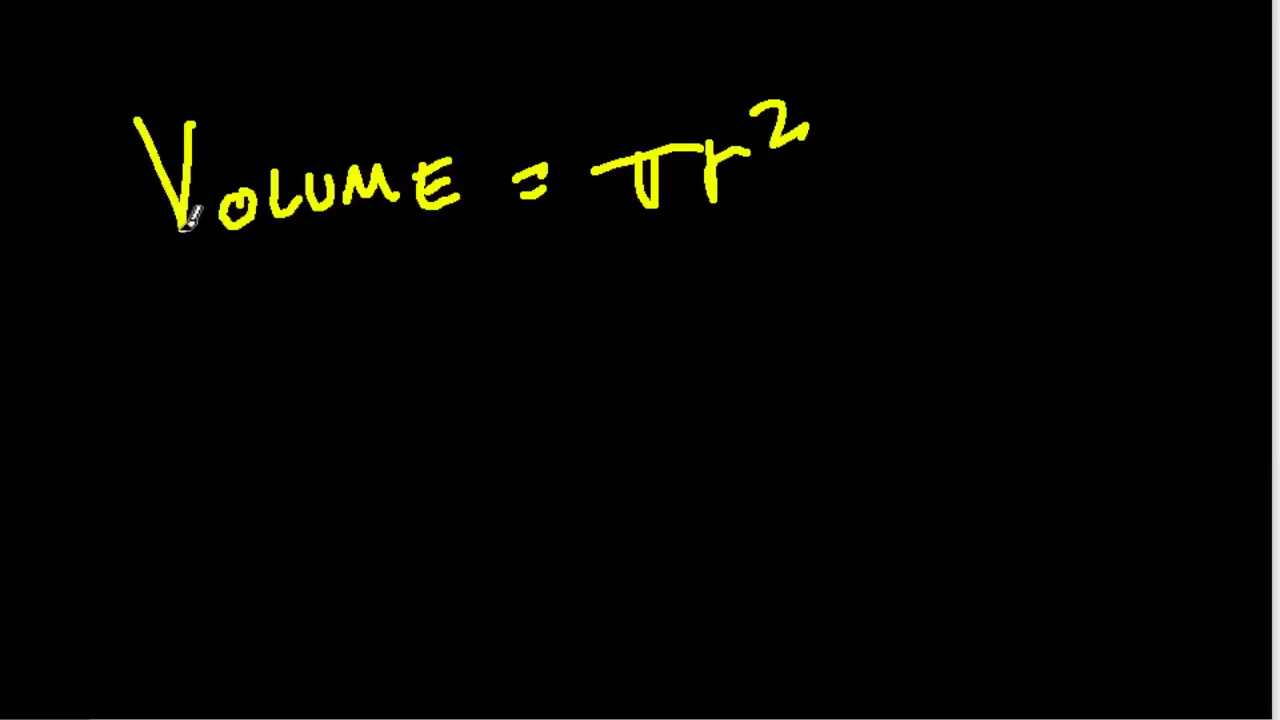 VOLUME = πr²